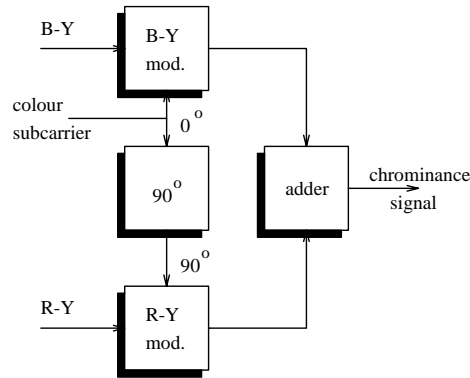 B-Y
B-Y
mod.
colour
subcarrier
0°
90°
adder
chrominance
signal
90°
R-Y
R-Y
mod.